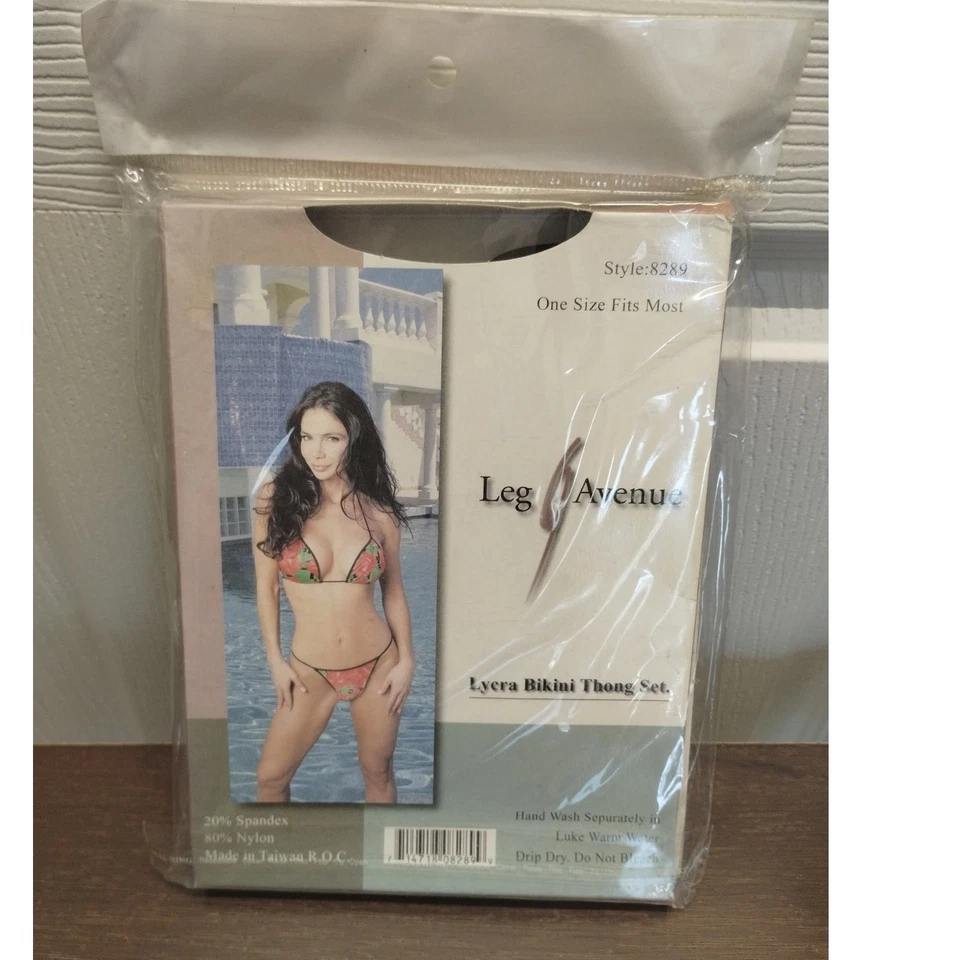 Style:8289
One Size Fits Most
Leg Avenue
Lycra Bikini Thong Set.
20% Spandex
80% Nylon
Made in Taiwan R.O.C.
Hand Wash Sepurately in
Luke Warm Water
Drip Dry. Do Not Bleach